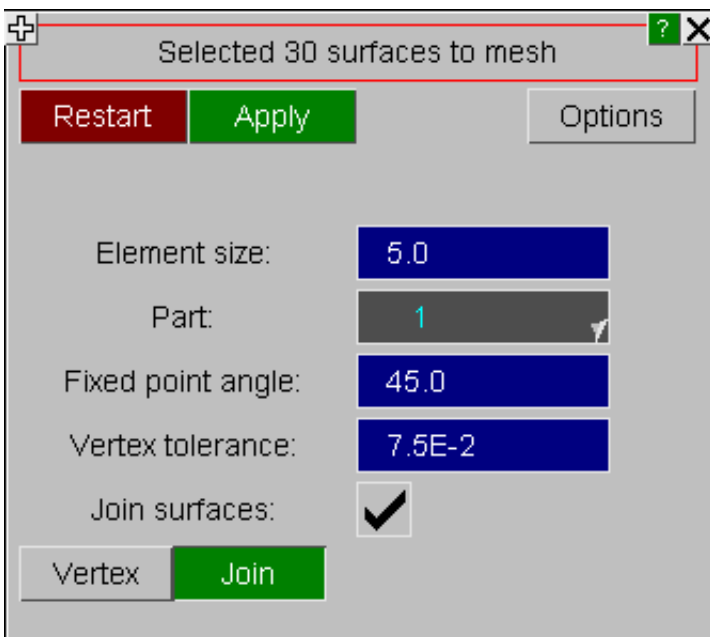 ?
Selected 30 surfaces to mesh
Restart Apply Options
Element size: 5.0
Part: 1
Fixed point angle: 45.0
Vertex tolerance: 7.5E-2
Join surfaces:
Vertex Join